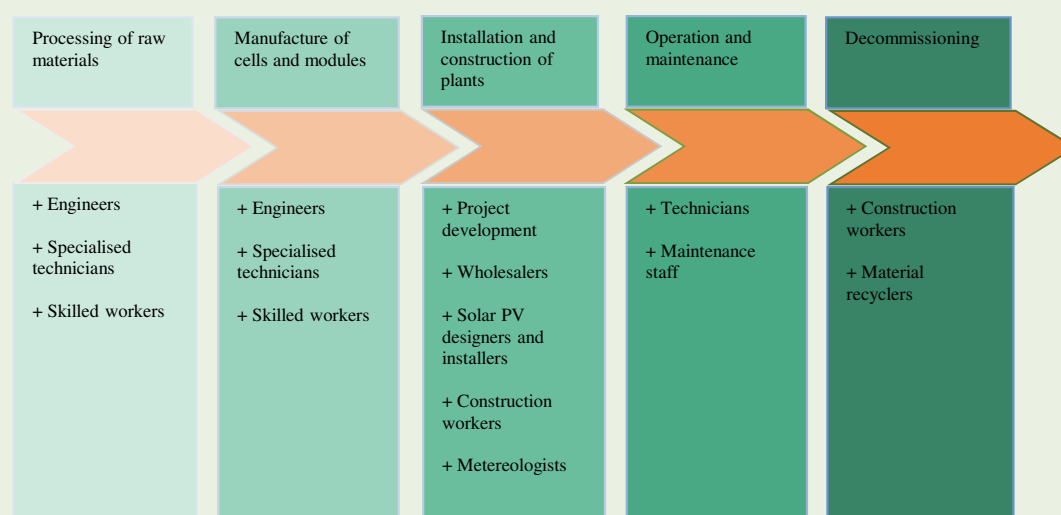 Processing of raw
materials
Manufacture of
cells and modules
Installation and
construction of
plants
Operation and
maintenance
Decommissioning
+ Engineers
+ Specialised
technicians
+ Skilled workers
+ Engineers
+ Specialised
technicians
+ Skilled workers
+ Project
development
+ Wholesalers
+ Solar PV
designers and
installers
+ Construction
workers
+ Metereologists
+ Technicians
+ Maintenance
staff
+ Construction
workers
+ Material
recyclers